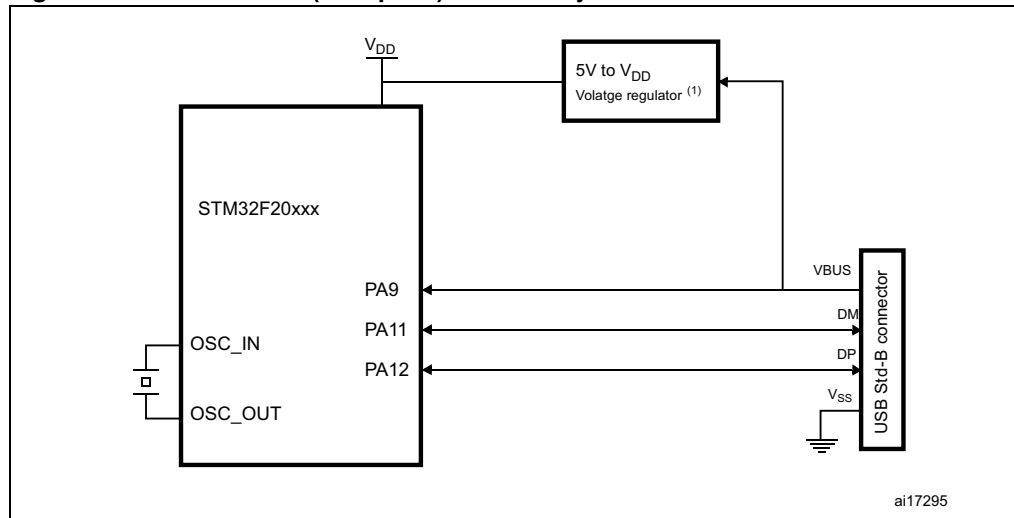 VDD
5V to VDD
Volatge regulator (1)
STM32F20xxx
VBUS
PA9
DM
PA11
OSC_IN
DP
PA12
VSS
OSC_OUT
USB Std-B connector
ai17295